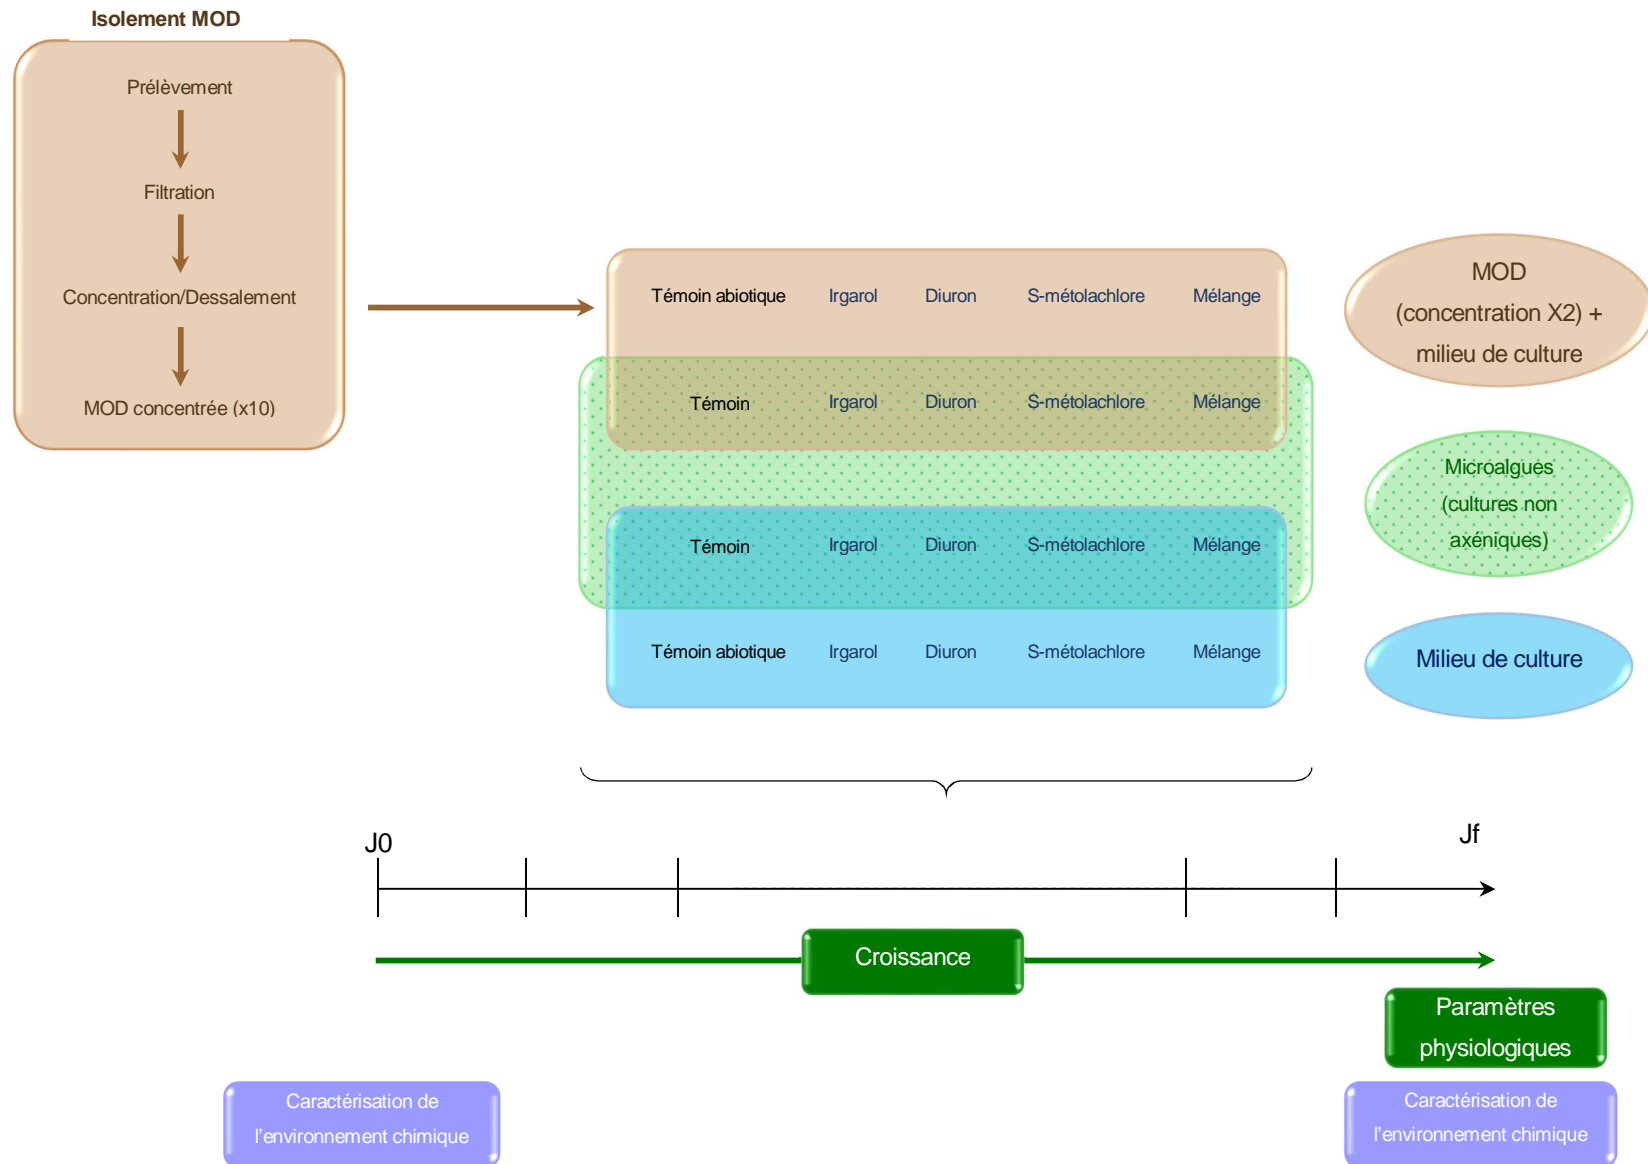 Isolement MOD
Prélèvement
Filtration
Concentration/Dessalement
MOD concentrée (x10)
Témoin abiotique Irgarol Diuron S-métolachlore Mélange
Témoin Irgarol Diuron S-métolachlore Mélange
Témoin Irgarol Diuron S-métolachlore Mélange
Témoin abiotique Irgarol Diuron S-métolachlore Mélange
MOD
(concentration X2) +
milieu de culture
Microalgues
(cultures non
axéniques)
Milieu de culture
J0
Jf
Croissance
Paramètres
physiologiques
Caractérisation de
l'environnement chimique
Caractérisation de
l'environnement chimique